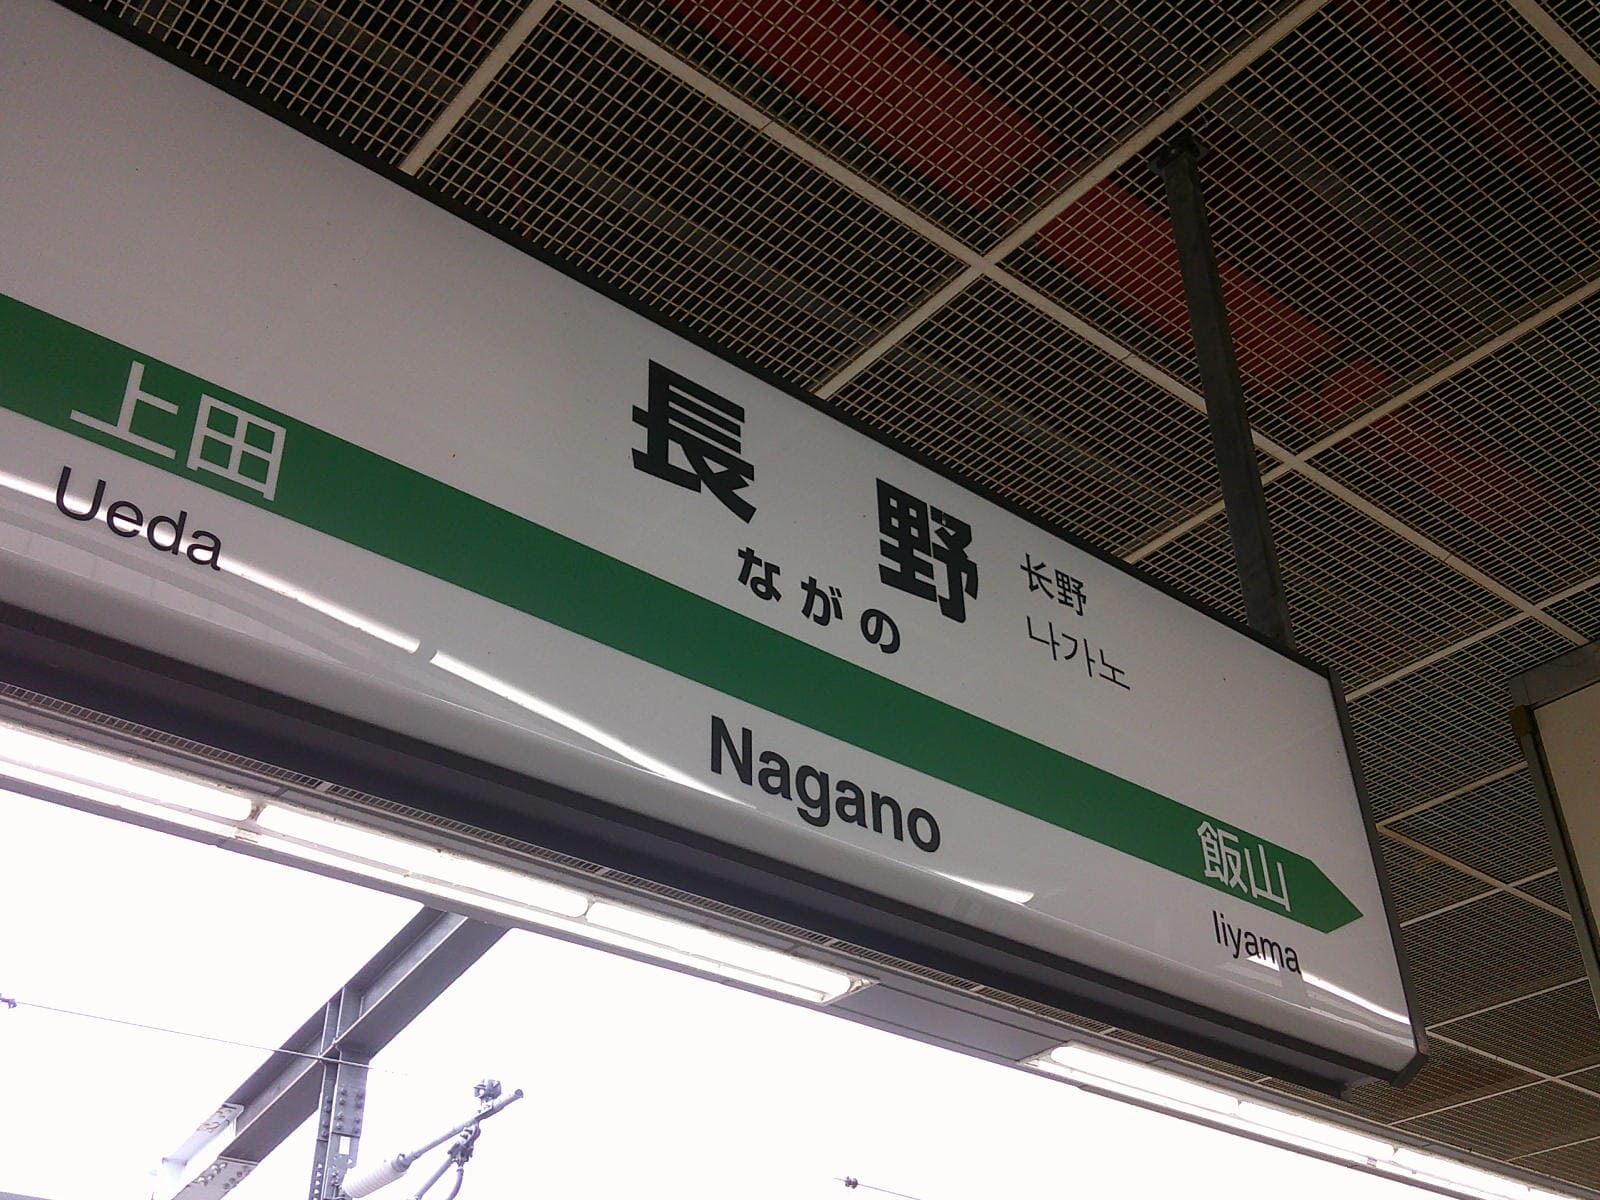 長野
ながの
长野
나가노
上田
Ueda
Nagano
飯山
Iiyama